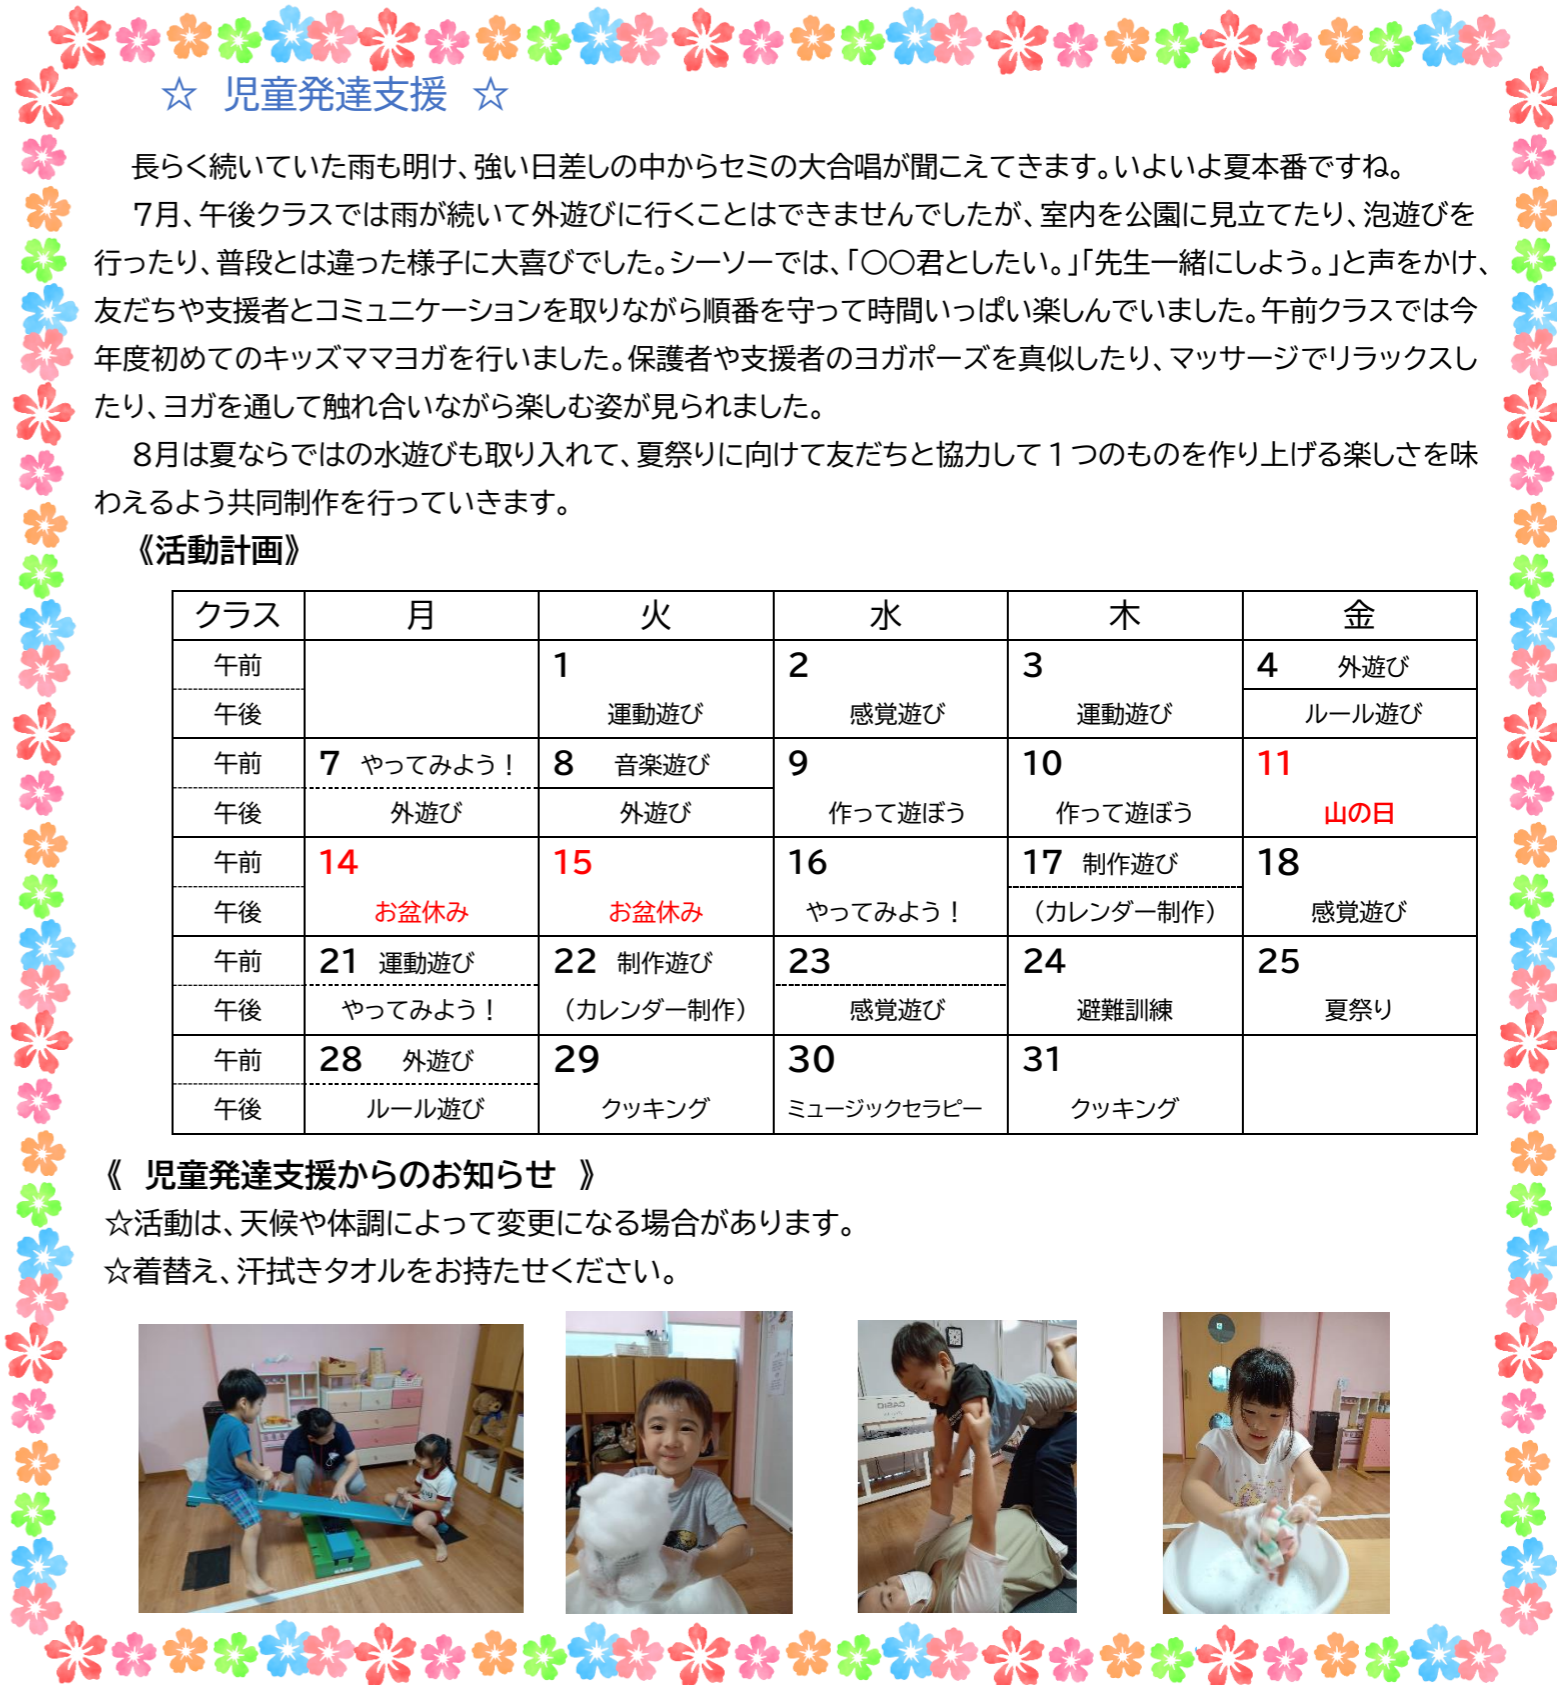 ☆　児童発達支援　☆
長らく続いていた雨も明け、強い日差しの中からセミの大合唱が聞こえてきます。いよいよ夏本番ですね。
7月、午後クラスでは雨が続いて外遊びに行くことはできませんでしたが、室内を公園に見立てたり、泡遊びを
行ったり、普段とは違った様子に大喜びでした。シーソーでは、「〇〇君としたい。」「先生一緒にしよう。」と声をかけ、
友だちや支援者とコミュニケーションを取りながら順番を守って時間いっぱい楽しんでいました。午前クラスでは今
年度初めてのキッズママヨガを行いました。保護者や支援者のヨガポーズを真似したり、マッサージでリラックスし
たり、ヨガを通して触れ合いながら楽しむ姿が見られました。
8月は夏ならではの水遊びも取り入れて、夏祭りに向けて友だちと協力して１つのものを作り上げる楽しさを味
わえるよう共同制作を行っていきます。
《活動計画》
クラス 月 火 水 木 金
午前 1 2 3 4 外遊び
午後 運動遊び 感覚遊び 運動遊び ルール遊び
午前 7 やってみよう！ 8 音楽遊び 9 10 11
午後 外遊び 外遊び 作って遊ぼう 作って遊ぼう 山の日
午前 14 15 16 17 制作遊び 18
午後 お盆休み お盆休み やってみよう！ （カレンダー制作） 感覚遊び
午前 21 運動遊び 22 制作遊び 23 24 25
午後 やってみよう！ （カレンダー制作） 感覚遊び 避難訓練 夏祭り
午前 28 外遊び 29 30 31
午後 ルール遊び クッキング ミュージックセラピー クッキング
《　児童発達支援からのお知らせ　》
☆活動は、天候や体調によって変更になる場合があります。
☆着替え、汗拭きタオルをお持たせください。
CASIO